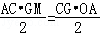 AC•GM/2 = CG•OA/2